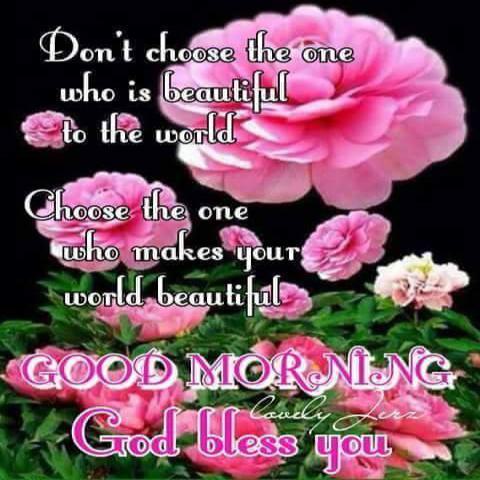 Don't choose the one
who is beautiful
to the world
Choose the one
who makes your
world beautiful
GOOD MORNING
lovely Jerz
God bless you